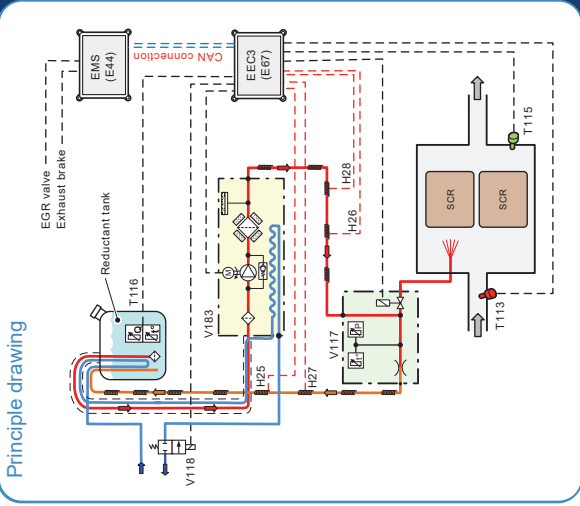 Principle drawing
EGR valve
Exhaust brake
EMS
(E44)
CAN connection
EEC3
(E67)
Reductant tank
T116
Q
t°
V183
M
H28
H26
H25
H27
V118
V117
t°
P
SCR
SCR
T115
T113